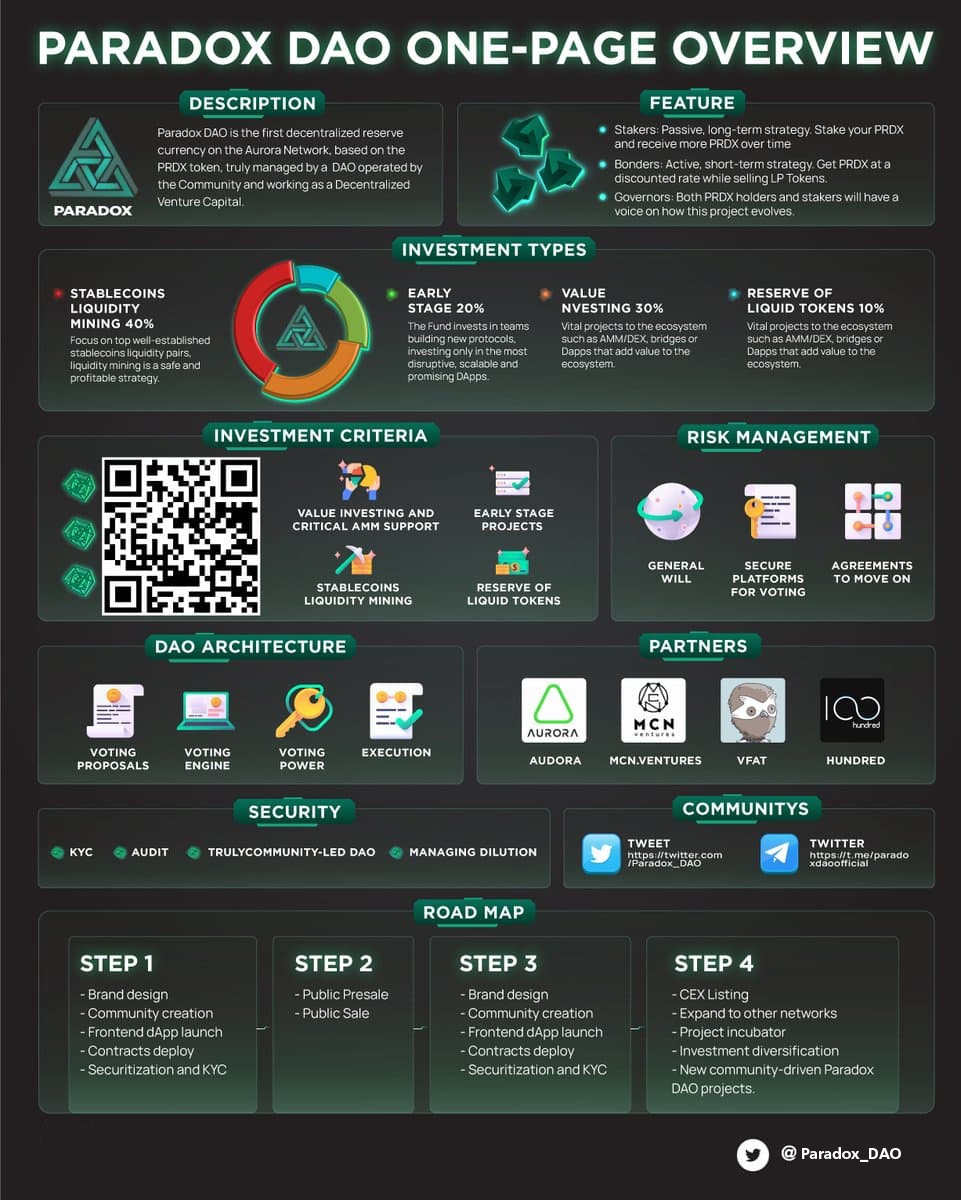 PARADOX DAO ONE-PAGE OVERVIEW
DESCRIPTION
PARADOX
Paradox DAO is the first decentralized reserve
currency on the Aurora Network, based on the
PRDX token, truly managed by a DAO operated by
the Community and working as a Decentralized
Venture Capital.
FEATURE
Stakers: Passive, long-term strategy. Stake your PRDX
and receive more PRDX over time
Bonders: Active, short-term strategy. Get PRDX at a
discounted rate while selling LP Tokens.
Governors: Both PRDX holders and stakers will have a
voice on how this project evolves.
INVESTMENT TYPES
STABLECOINS
LIQUIDITY
MINING 40%
Focus on top well-established
stablecoins liquidity pairs,
liquidity mining is a safe and
profitable strategy.
EARLY
STAGE 20%
The Fund invests in teams
building new protocols,
investing only in the most
disruptive, scalable and
promising DApps.
VALUE
NVESTING 30%
Vital projects to the ecosystem
such as AMM/DEX, bridges or
Dapps that add value to the
ecosystem.
RESERVE OF
LIQUID TOKENS 10%
Vital projects to the ecosystem
such as AMM/DEX, bridges or
Dapps that add value to the
ecosystem.
INVESTMENT CRITERIA
VALUE INVESTING AND
CRITICAL AMM SUPPORT
EARLY STAGE
PROJECTS
STABLECOINS
LIQUIDITY MINING
RESERVE OF
LIQUID TOKENS
RISK MANAGEMENT
GENERAL
WILL
SECURE
PLATFORMS
FOR VOTING
AGREEMENTS
TO MOVE ON
DAO ARCHITECTURE
VOTING
PROPOSALS
VOTING
ENGINE
VOTING
POWER
EXECUTION
PARTNERS
AURORA
AUDORA
MCN
ventures
MCN.VENTURES
VFAT
100
hundred
HUNDRED
SECURITY
KYC
AUDIT
TRULYCOMMUNITY-LED DAO
MANAGING DILUTION
COMMUNITYS
TWEET
https://twitter.com
/Paradox_DAO
TWITTER
https://t.me/parado
xdaoofficial
ROAD MAP
STEP 1
- Brand design
- Community creation
- Frontend dApp launch
- Contracts deploy
- Securitization and KYC
STEP 2
- Public Presale
- Public Sale
STEP 3
- Brand design
- Community creation
- Frontend dApp launch
- Contracts deploy
- Securitization and KYC
STEP 4
- CEX Listing
- Expand to other networks
- Project incubator
- Investment diversification
- New community-driven Paradox
DAO projects.
@ Paradox_DAO